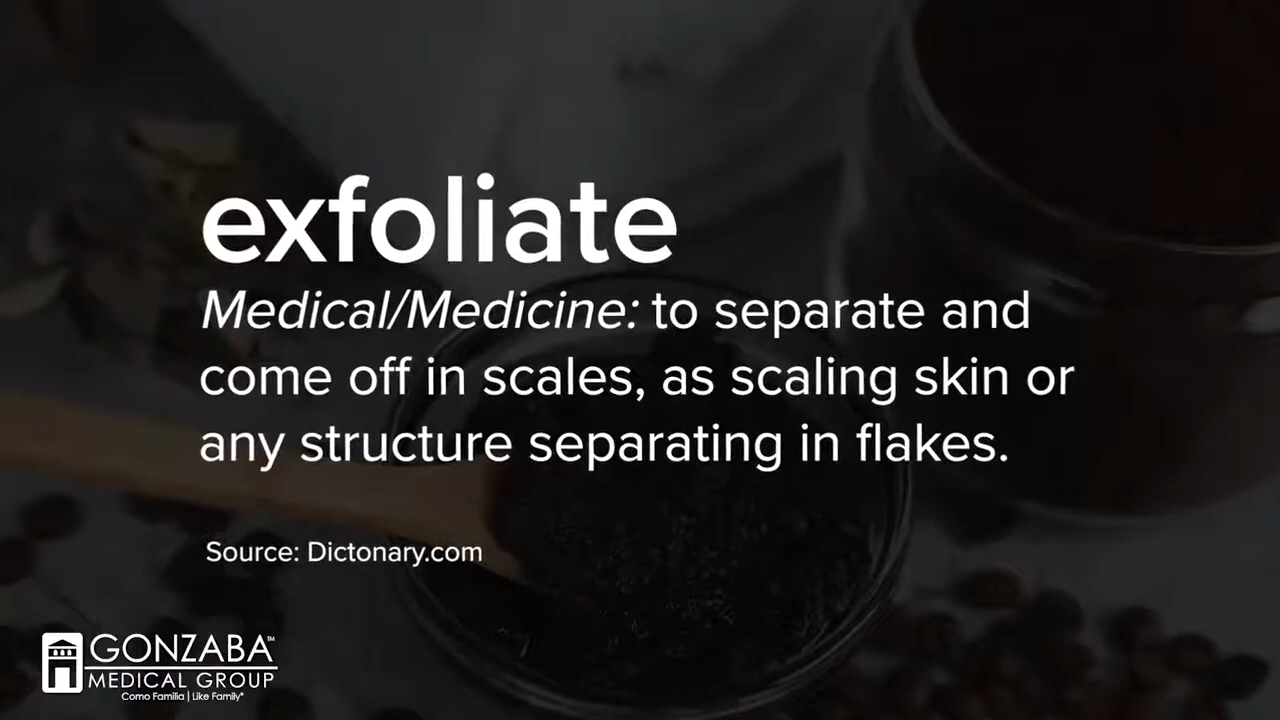 exfoliate
Medical/Medicine: to separate and
come off in scales, as scaling skin or
any structure separating in flakes.
Source: Dictonary.com
GONZABA™
MEDICAL GROUP
Como Familia | Like Family®